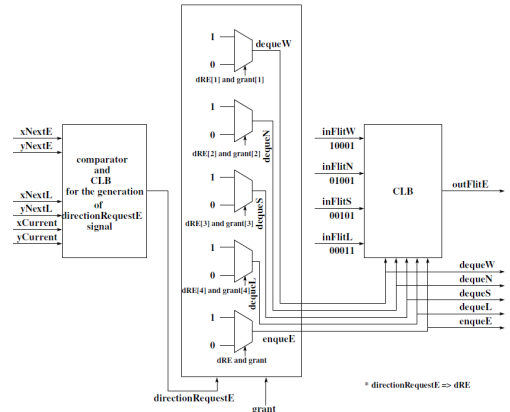 xNextE
yNextE
xNextL
yNextL
xCurrent
yCurrent
comparator
and
CLB
for the generation
of
directionRequestE
signal
1
0
dequeW
dRE[1] and grant[1]
1
0
dequeN
dRE[2] and grant[2]
1
0
dequeS
dRE[3] and grant[3]
1
0
dequeL
dRE[4] and grant[4]
1
0
enqueE
dRE and grant
directionRequestE
grant
inFlitW
10001
inFlitN
01001
inFlitS
00101
inFlitL
00011
CLB
outFlitE
dequeW
dequeN
dequeS
dequeL
enqueE
* directionRequestE => dRE